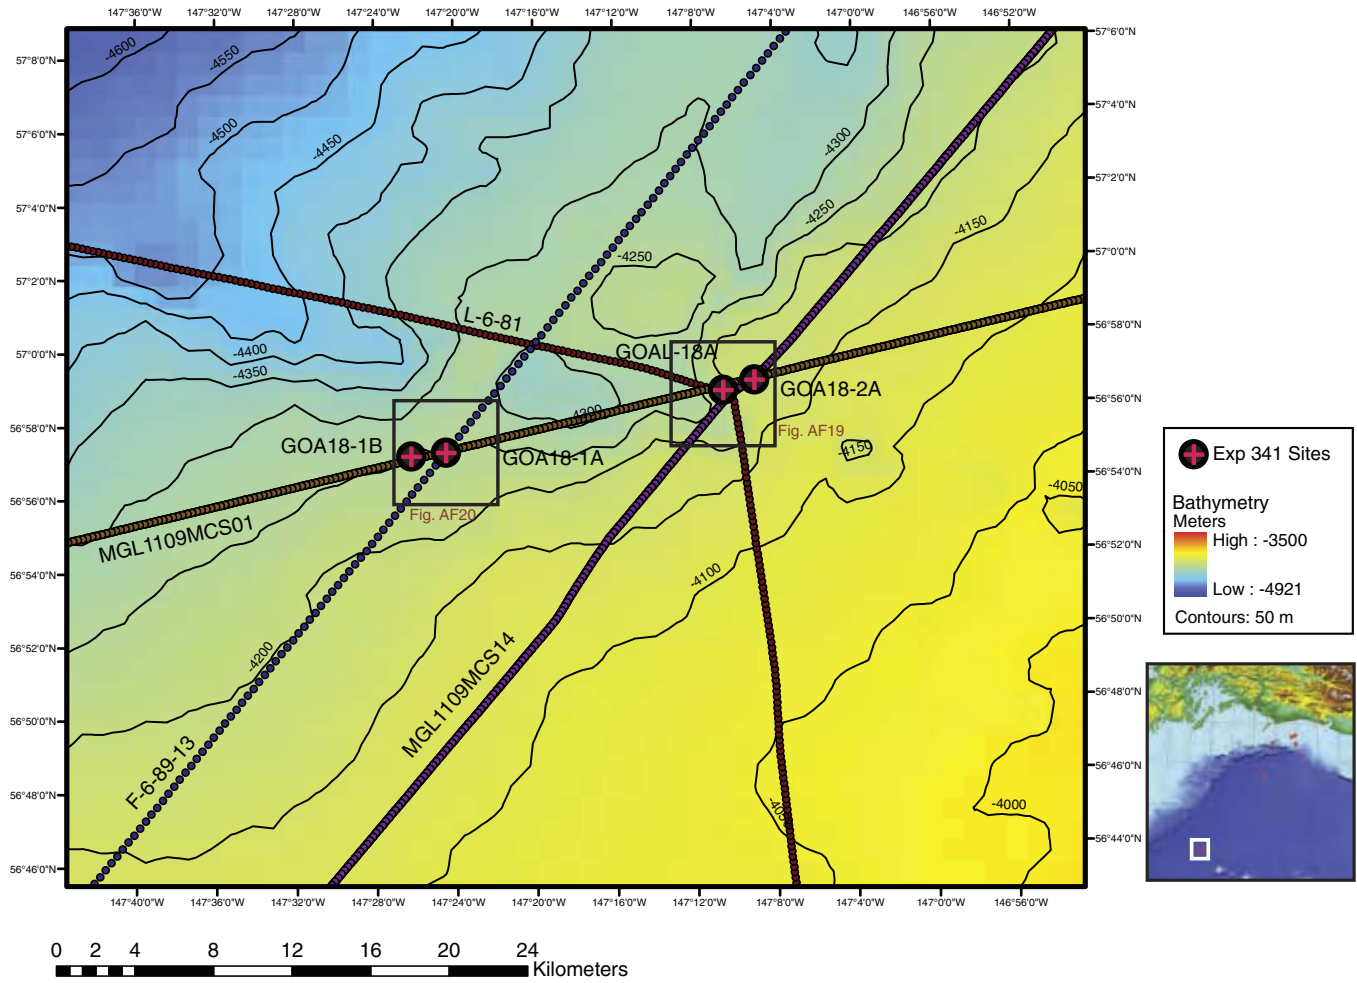 147°36'0"W 147°32'0"W 147°28'0"W 147°24'0"W 147°20'0"W 147°16'0"W 147°12'0"W 147°8'0"W 147°4'0"W 147°0'0"W 146°56'0"W 146°52'0"W
57°8'0"N
57°6'0"N
57°4'0"N
57°2'0"N
57°0'0"N
56°58'0"N
56°56'0"N
56°54'0"N
56°52'0"N
56°50'0"N
56°48'0"N
56°46'0"N
57°6'0"N
57°4'0"N
57°2'0"N
57°0'0"N
56°58'0"N
56°56'0"N
56°54'0"N
56°52'0"N
56°50'0"N
56°48'0"N
56°46'0"N
56°44'0"N
-4600
-4550
-4500
-4450
-4300
-4250
-4150
-4250
L-6-81
-4400
-4350
GOAL-18A
GOA18-2A
-4200
Fig. AF19
GOA18-1B
GOA18-1A
-4150
Fig. AF20
-4050
MGL1109MCS01
-4100
-4200
MGL1109MCS14
F-6-89-13
-4050
-4000
147°40'0"W 147°36'0"W 147°32'0"W 147°28'0"W 147°24'0"W 147°20'0"W 147°16'0"W 147°12'0"W 147°8'0"W 147°4'0"W 147°0'0"W 146°56'0"W
0 2 4 8 12 16 20 24
Kilometers
Exp 341 Sites
Bathymetry
Meters
High : -3500
Low : -4921
Contours: 50 m